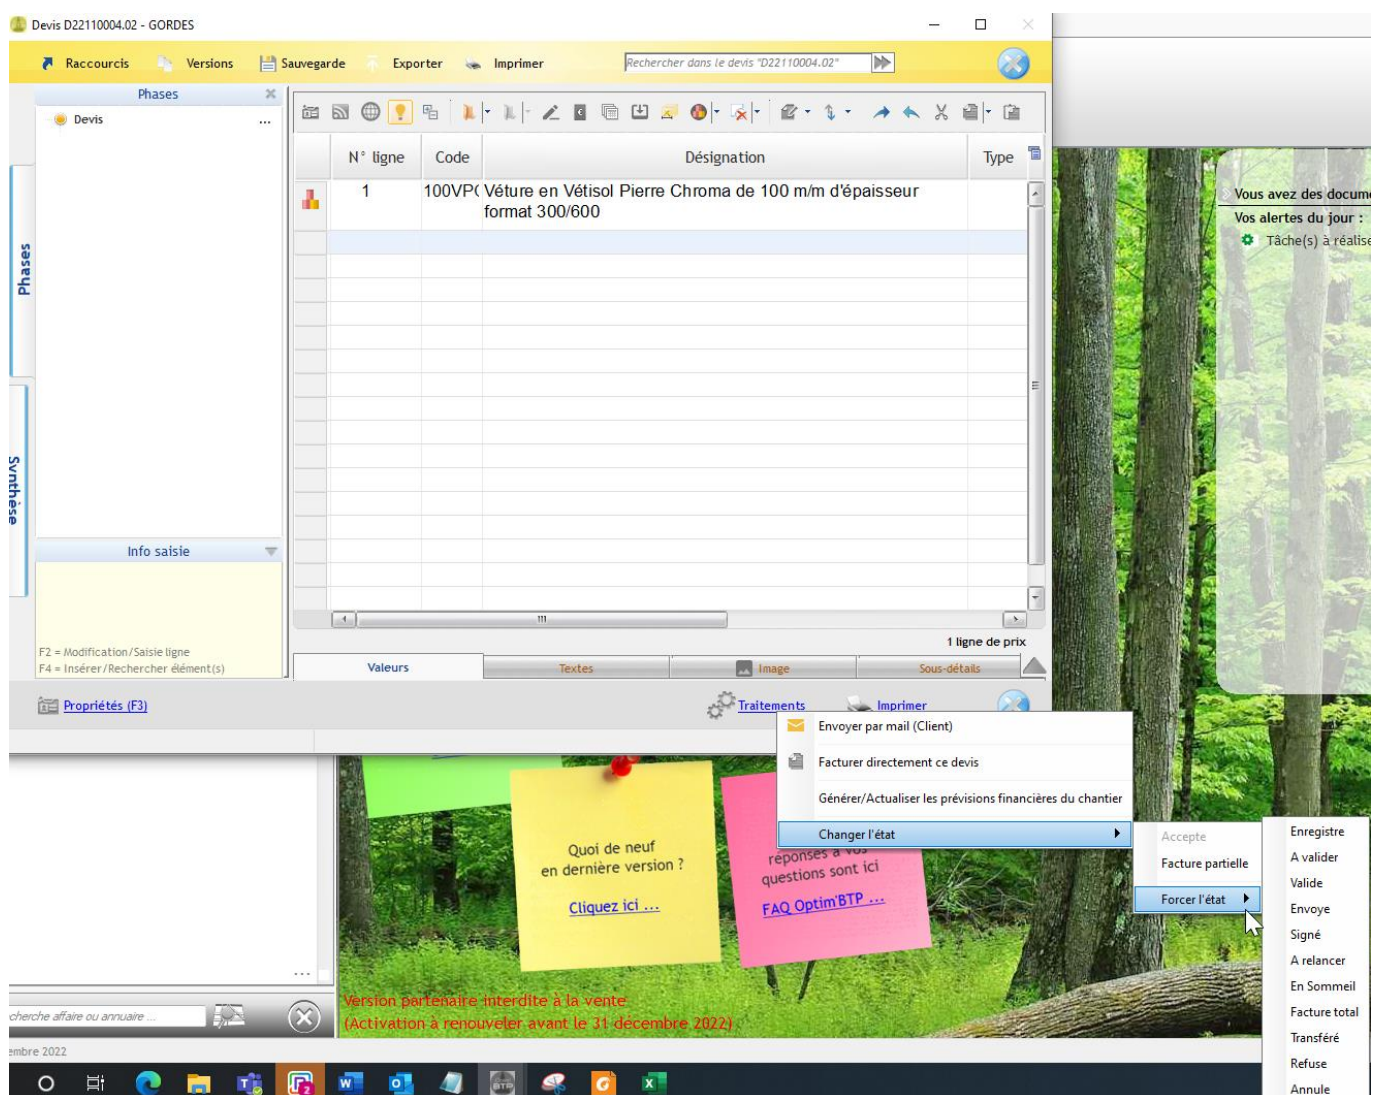 Devis D22110004.02 - GORDES
Raccourcis Versions Sauvegarde Exporter Imprimer Rechercher dans le devis "D22110004.02"
Phases
Devis ...
Phases
Synthèse
N° ligne Code Désignation Type
1 100VP( Véture en Vétisol Pierre Chroma de 100 m/m d'épaisseur
format 300/600
Info saisie
F2 = Modification/Saisie ligne
F4 = Insérer/Rechercher élément(s)
1 ligne de prix
Valeurs Textes Image Sous-détails
Propriétés (F3) Traitements Imprimer
Vous avez des docume
Vos alertes du jour :
Tâche(s) à réalise
Envoyer par mail (Client)
Facturer directement ce devis
Générer/Actualiser les prévisions financières du chantier
Changer l'état
Accepte
Facture partielle
Forcer l'état
Enregistre
A valider
Valide
Envoye
Signé
A relancer
En Sommeil
Facture total
Transféré
Refuse
Annule
Quoi de neuf
en dernière version ?
Cliquez ici ...
réponses à vos
questions sont ici
FAQ Optim'BTP ...
...
Version partenaire interdite à la vente
(Activation à renouveler avant le 31 décembre 2022)
cherche affaire ou annuaire ...
embre 2022